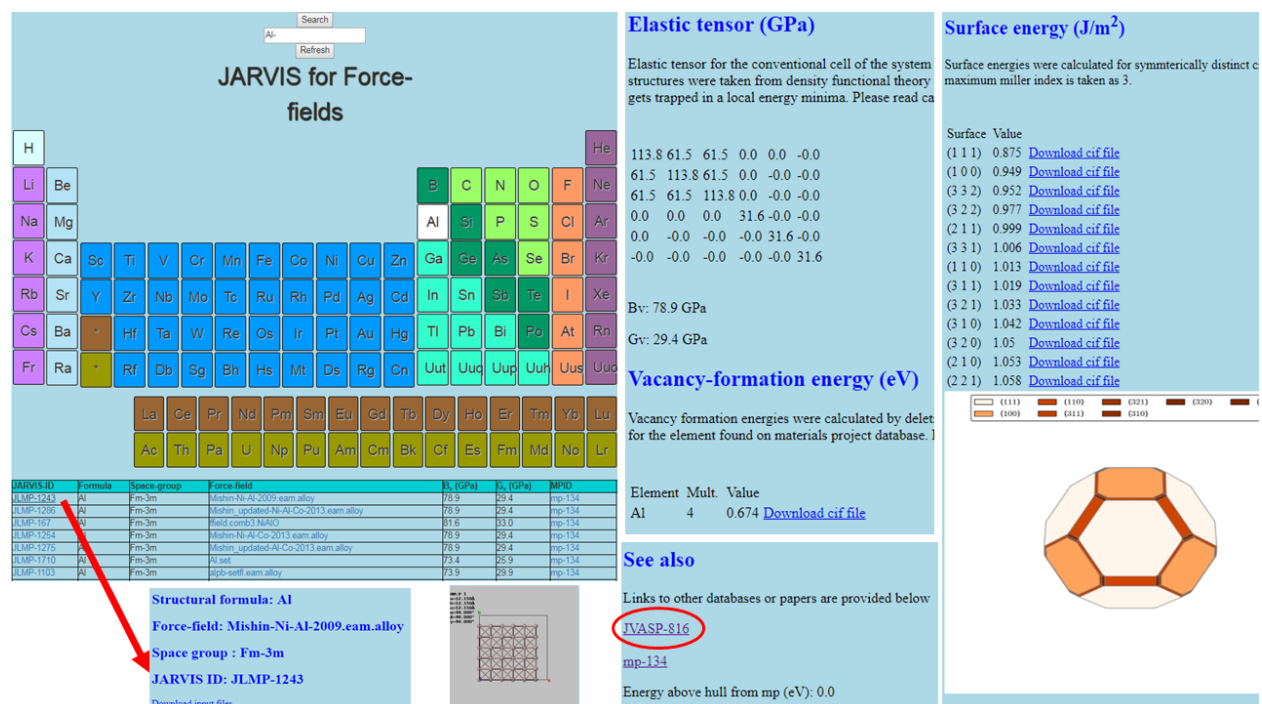 Search
Al-
Refresh
JARVIS for Force-
fields
H He
Li Be B C N O F Ne
Na Mg Al Si P S Cl Ar
K Ca Sc Ti V Cr Mn Fe Co Ni Cu Zn Ga Ge As Se Br Kr
Rb Sr Y Zr Nb Mo Tc Ru Rh Pd Ag Cd In Sn Sb Te I Xe
Cs Ba * Hf Ta W Re Os Ir Pt Au Hg Tl Pb Bi Po At Rn
Fr Ra * Rf Db Sg Bh Hs Mt Ds Rg Cn Uut Uuq Uup Uuh Uus Uuo
La Ce Pr Nd Pm Sm Eu Gd Tb Dy Ho Er Tm Yb Lu
Ac Th Pa U Np Pu Am Cm Bk Cf Es Fm Md No Lr
JARVIS-ID Formula Space-group Force-field Bv (GPa) Gv (GPa) MPID
JLMP-1243 Al Fm-3m Mishin-Ni-Al-2009.eam.alloy 78.9 29.4 mp-134
JLMP-1286 Al Fm-3m Mishin_updated-Ni-Al-Co-2013.eam.alloy 78.9 29.4 mp-134
JLMP-167 Al Fm-3m ffield.comb3.NiAlO 81.6 33.0 mp-134
JLMP-1254 Al Fm-3m Mishin-Ni-Al-Co-2013.eam.alloy 78.9 29.4 mp-134
JLMP-1275 Al Fm-3m Mishin_updated-Al-Co-2013.eam.alloy 78.9 29.4 mp-134
JLMP-1710 Al Fm-3m Al.set 73.4 25.9 mp-134
JLMP-1103 Al Fm-3m alpb-setfl.eam.alloy 73.9 29.9 mp-134
Structural formula: Al
Force-field: Mishin-Ni-Al-2009.eam.alloy
Space group : Fm-3m
JARVIS ID: JLMP-1243
Download input files
Elastic tensor (GPa)
Elastic tensor for the conventional cell of the system
structures were taken from density functional theory
gets trapped in a local energy minima. Please read ca
113.8 61.5 61.5 0.0 0.0 -0.0
61.5 113.8 61.5 0.0 -0.0 -0.0
61.5 61.5 113.8 0.0 -0.0 -0.0
0.0 0.0 0.0 31.6 -0.0 -0.0
0.0 -0.0 -0.0 -0.0 31.6 -0.0
-0.0 -0.0 -0.0 -0.0 -0.0 31.6
Bv: 78.9 GPa
Gv: 29.4 GPa
Vacancy-formation energy (eV)
Vacancy formation energies were calculated by delet
for the element found on materials project database. I
Element Mult. Value
Al 4 0.674 Download cif file
See also
Links to other databases or papers are provided below
JVASP-816
mp-134
Energy above hull from mp (eV): 0.0
Surface energy (J/m²)
Surface energies were calculated for symmterically distinct c
maximum miller index is taken as 3.
Surface Value
(1 1 1) 0.875 Download cif file
(1 0 0) 0.949 Download cif file
(3 3 2) 0.952 Download cif file
(3 2 2) 0.977 Download cif file
(2 1 1) 0.999 Download cif file
(3 3 1) 1.006 Download cif file
(1 1 0) 1.013 Download cif file
(3 1 1) 1.019 Download cif file
(3 2 1) 1.033 Download cif file
(3 1 0) 1.042 Download cif file
(3 2 0) 1.05 Download cif file
(2 1 0) 1.053 Download cif file
(2 2 1) 1.058 Download cif file
(111) (110) (321) (320)
(100) (311) (310)